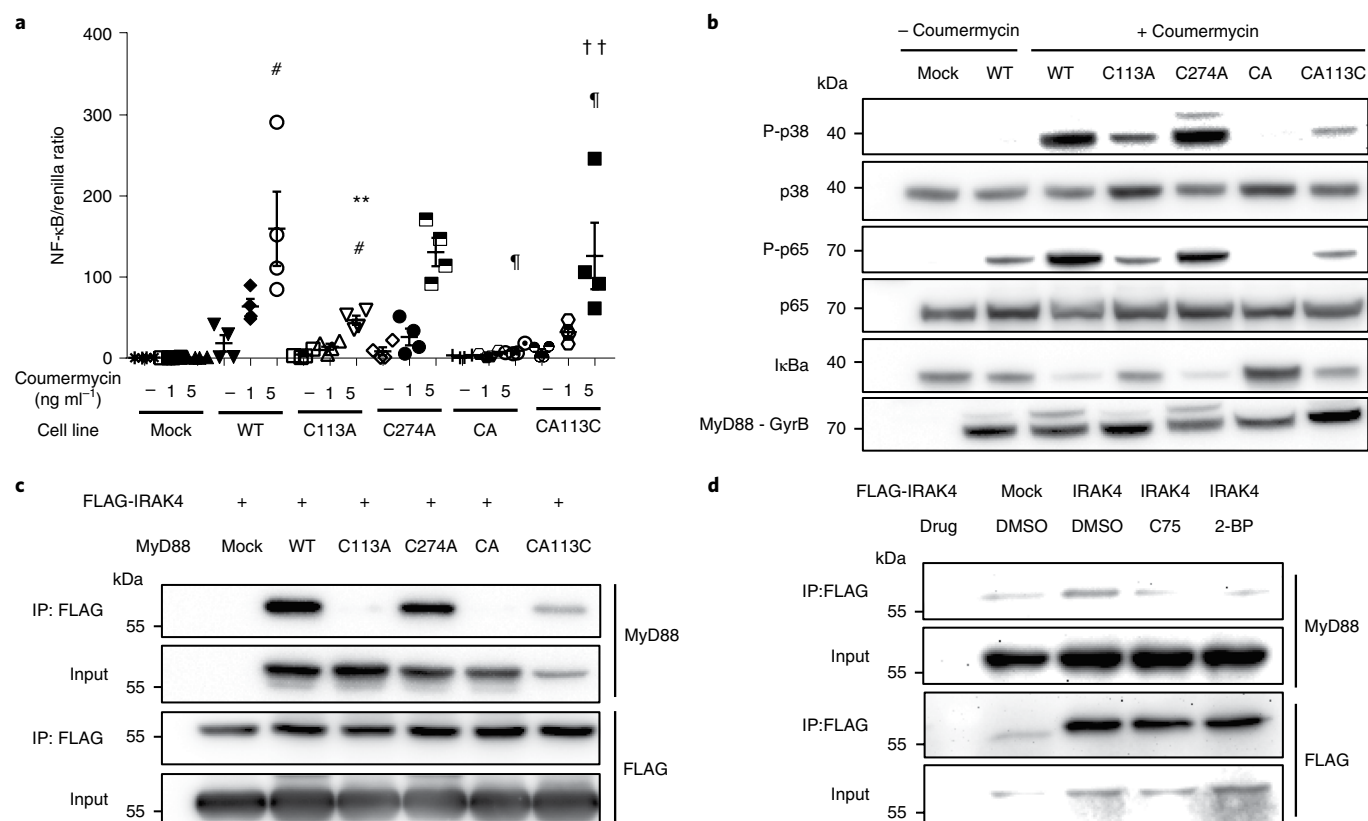 a
NF-κB/renilla ratio
400
300
200
100
0
#
**
#
¶
† †
¶
Coumermycin
(ng ml–1)
– 1 5 – 1 5 – 1 5 – 1 5 – 1 5 – 1 5
Cell line Mock WT C113A C274A CA CA113C
b
– Coumermycin + Coumermycin
kDa Mock WT WT C113A C274A CA CA113C
P-p38 40
p38 40
P-p65 70
p65 70
IκBa 40
MyD88 - GyrB 70
c
FLAG-IRAK4 + + + + + +
MyD88 Mock WT C113A C274A CA CA113C
kDa
IP: FLAG 55
Input 55
MyD88
IP: FLAG 55
Input 55
FLAG
d
FLAG-IRAK4 Mock IRAK4 IRAK4 IRAK4
Drug DMSO DMSO C75 2-BP
kDa
IP:FLAG 55
Input 55
MyD88
IP:FLAG 55
Input 55
FLAG